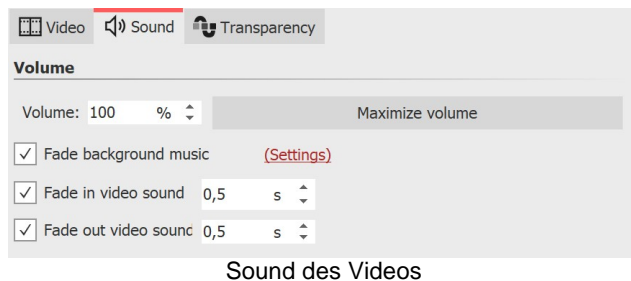 Video Sound Transparency
Volume
Volume: 100 % Maximize volume
Fade background music (Settings)
Fade in video sound 0,5 s
Fade out video sound 0,5 s
Sound des Videos